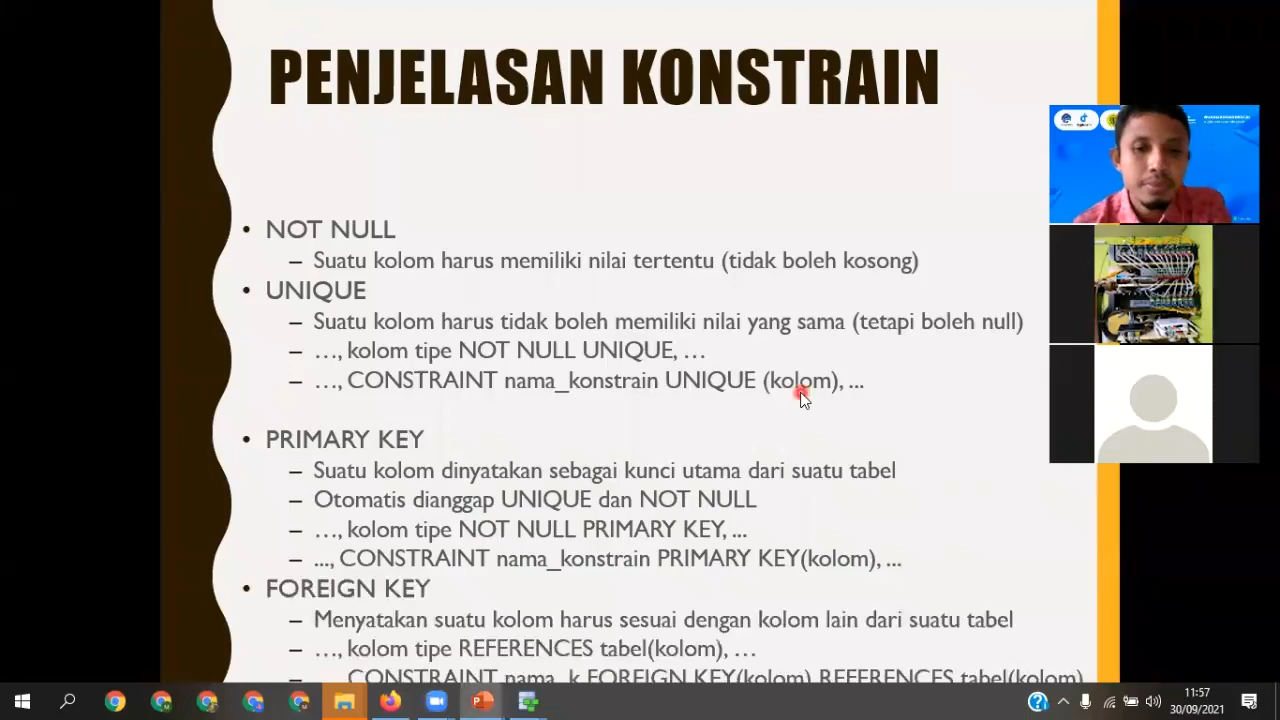 PENJELASAN KONSTRAIN
• NOT NULL
– Suatu kolom harus memiliki nilai tertentu (tidak boleh kosong)
• UNIQUE
– Suatu kolom harus tidak boleh memiliki nilai yang sama (tetapi boleh null)
– …, kolom tipe NOT NULL UNIQUE, …
– …, CONSTRAINT nama_konstrain UNIQUE (kolom), ...
• PRIMARY KEY
– Suatu kolom dinyatakan sebagai kunci utama dari suatu tabel
– Otomatis dianggap UNIQUE dan NOT NULL
– …, kolom tipe NOT NULL PRIMARY KEY, ...
– ..., CONSTRAINT nama_konstrain PRIMARY KEY(kolom), ...
• FOREIGN KEY
– Menyatakan suatu kolom harus sesuai dengan kolom lain dari suatu tabel
– …, kolom tipe REFERENCES tabel(kolom), …
– CONSTRAINT nama_k FOREIGN KEY(kolom) REFERENCES tabel(kolom)
11:57
30/09/2021